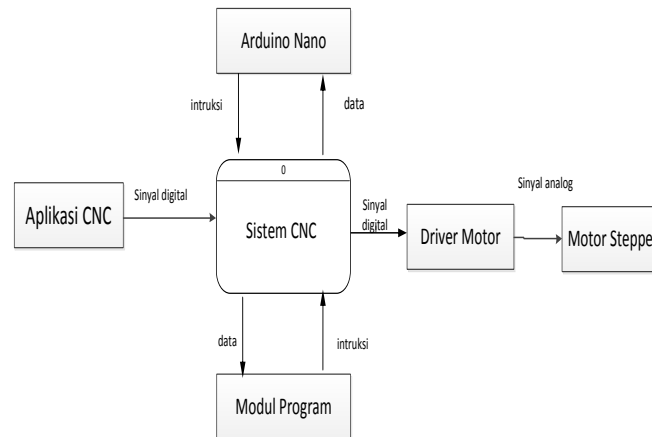 Arduino Nano
intruksi
data
Sinyal digital
0
Sinyal analog
Aplikasi CNC
Sistem CNC
Sinyal
digital
Driver Motor
Motor Steppe
data
intruksi
Modul Program